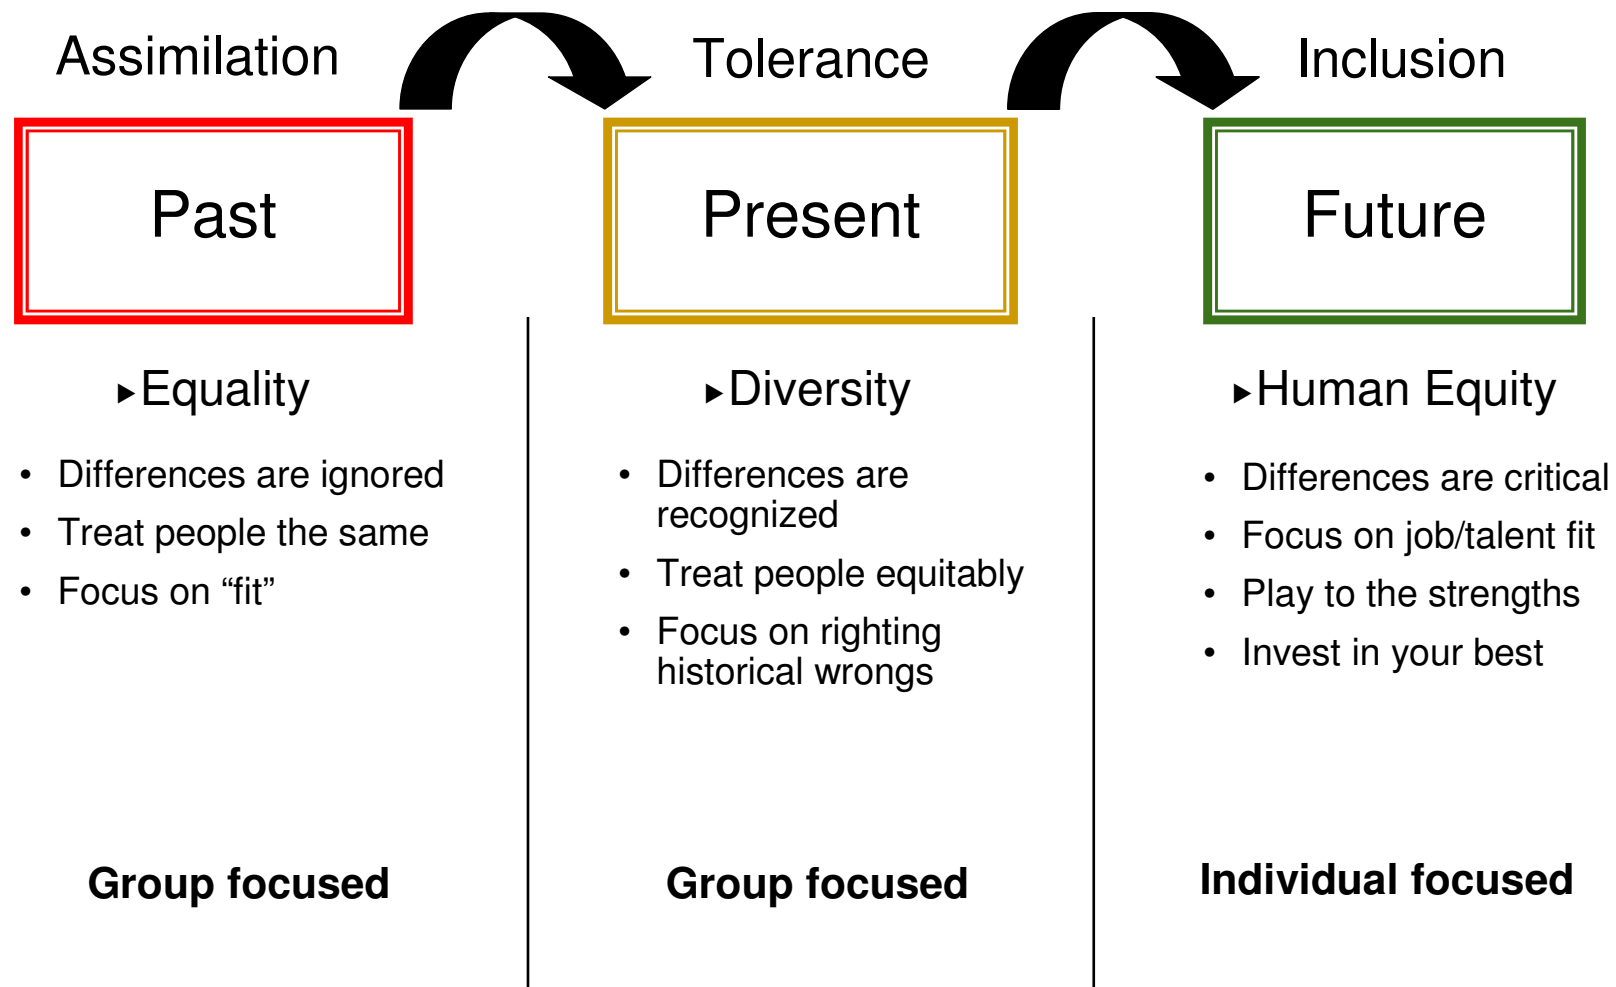 Assimilation
Past
▸Equality
• Differences are ignored
• Treat people the same
• Focus on “fit”
Group focused
Tolerance
Present
▸Diversity
• Differences are
recognized
• Treat people equitably
• Focus on righting
historical wrongs
Group focused
Inclusion
Future
▸Human Equity
• Differences are critical
• Focus on job/talent fit
• Play to the strengths
• Invest in your best
Individual focused